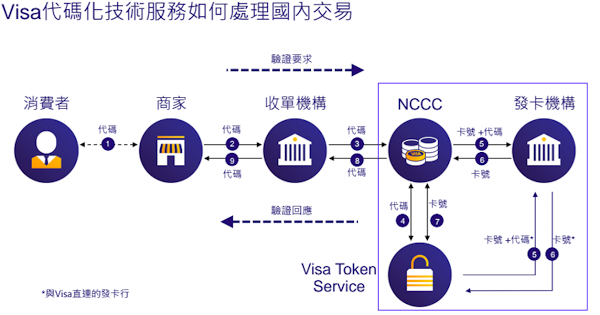 Visa代碼化技術服務如何處理國內交易
驗證要求
消費者
商家
收單機構
NCCC
發卡機構
代碼
1
代碼
2
9
代碼
代碼
3
8
代碼
卡號 +代碼
5
6
卡號
驗證回應
代碼
4
卡號
7
Visa Token
Service
卡號 +代碼*
5
卡號*
6
*與Visa直連的發卡行